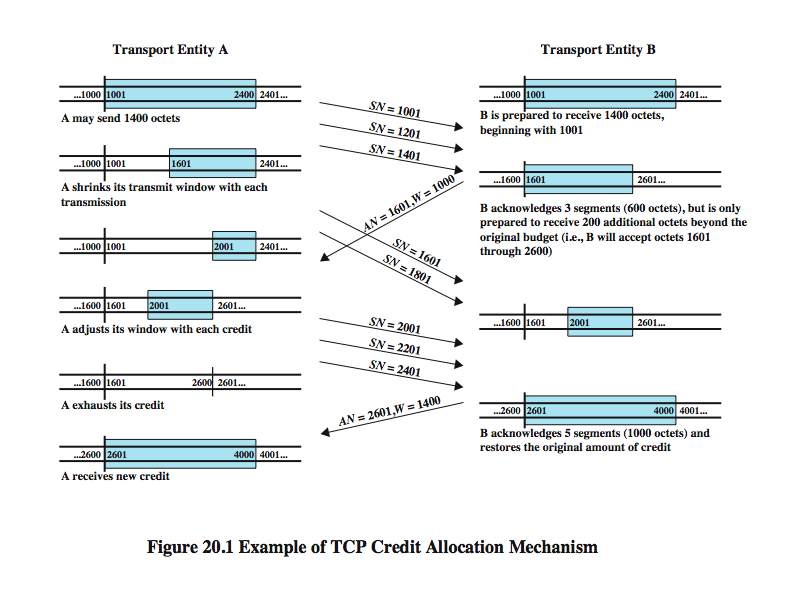 Transport Entity A
Transport Entity B
...1000 1001 2400 2401...
A may send 1400 octets
SN = 1001
SN = 1201
SN = 1401
...1000 1001 2400 2401...
B is prepared to receive 1400 octets,
beginning with 1001
...1000 1001 1601 2401...
A shrinks its transmit window with each
transmission
AN = 1601,W = 1000
...1600 1601 2601...
B acknowledges 3 segments (600 octets), but is only
prepared to receive 200 additional octets beyond the
original budget (i.e., B will accept octets 1601
through 2600)
...1000 1001 2001 2401...
SN = 1601
SN = 1801
...1600 1601 2001 2601...
A adjusts its window with each credit
SN = 2001
SN = 2201
SN = 2401
...1600 1601 2001 2601...
...1600 1601 2600 2601...
A exhausts its credit
AN = 2601,W = 1400
...2600 2601 4000 4001...
B acknowledges 5 segments (1000 octets) and
restores the original amount of credit
...2600 2601 4000 4001...
A receives new credit
Figure 20.1 Example of TCP Credit Allocation Mechanism